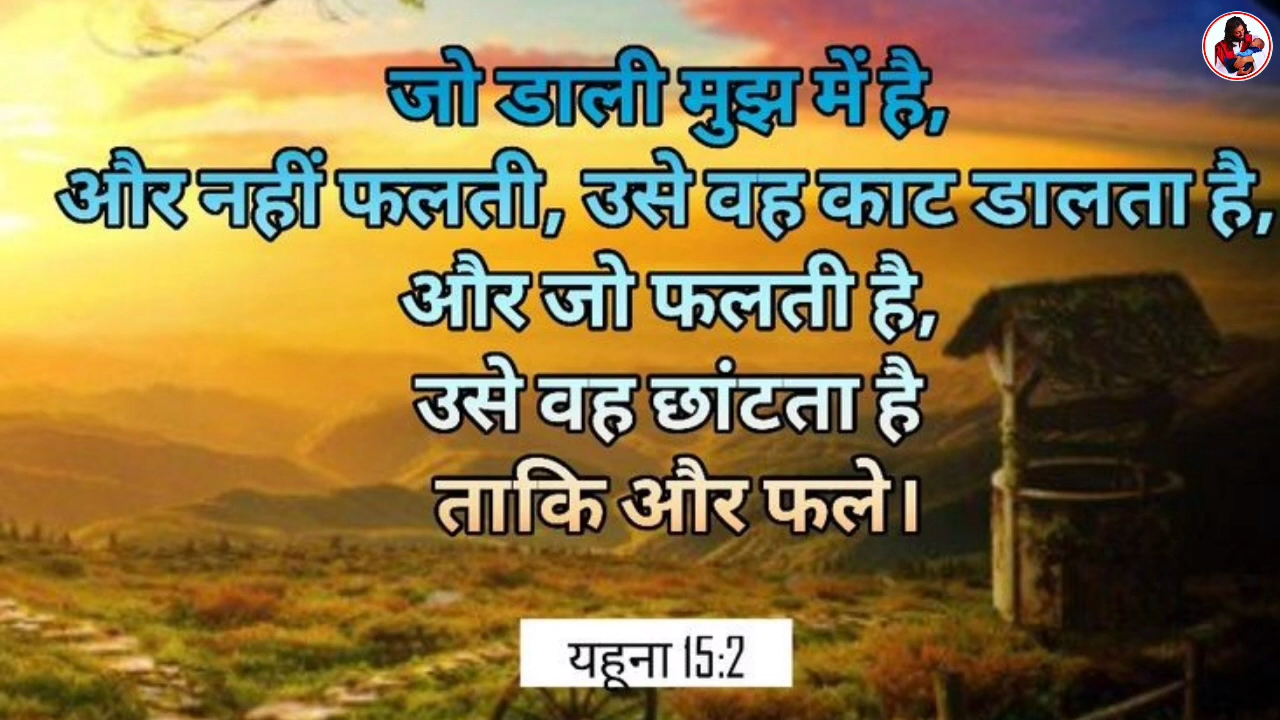 जो डाली मुझ में है,
और नहीं फलती, उसे वह काट डालता है,
और जो फलती है,
उसे वह छांटता है
ताकि और फले।
यहूना 15:2